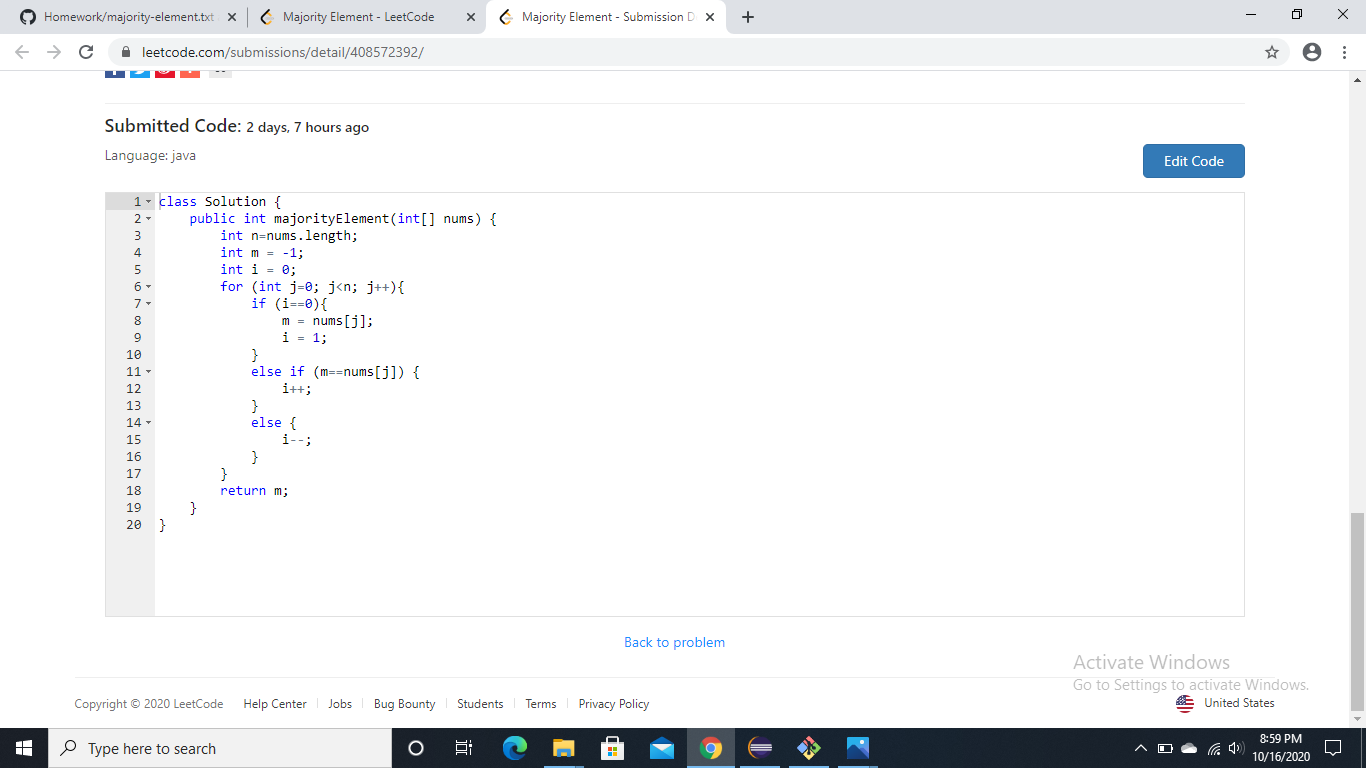 Homework/majority-element.txt
Majority Element - LeetCode
Majority Element - Submission D
leetcode.com/submissions/detail/408572392/
Submitted Code: 2 days, 7 hours ago
Language: java
Edit Code
1 class Solution {
2 public int majorityElement(int[] nums) {
3 int n=nums.length;
4 int m = -1;
5 int i = 0;
6 for (int j=0; j<n; j++){
7 if (i==0){
8 m = nums[j];
9 i = 1;
10 }
11 else if (m==nums[j]) {
12 i++;
13 }
14 else {
15 i--;
16 }
17 }
18 return m;
19 }
20 }
Back to problem
Activate Windows
Go to Settings to activate Windows.
Copyright © 2020 LeetCode Help Center Jobs Bug Bounty Students Terms Privacy Policy United States
Type here to search
8:59 PM
10/16/2020